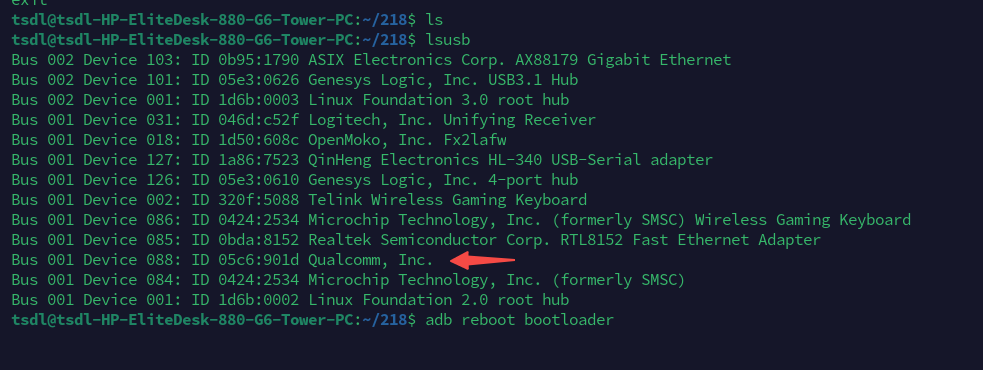 exit
tsdl@tsdl-HP-EliteDesk-880-G6-Tower-PC:~/218$ ls
tsdl@tsdl-HP-EliteDesk-880-G6-Tower-PC:~/218$ lsusb
Bus 002 Device 103: ID 0b95:1790 ASIX Electronics Corp. AX88179 Gigabit Ethernet
Bus 002 Device 101: ID 05e3:0626 Genesys Logic, Inc. USB3.1 Hub
Bus 002 Device 001: ID 1d6b:0003 Linux Foundation 3.0 root hub
Bus 001 Device 031: ID 046d:c52f Logitech, Inc. Unifying Receiver
Bus 001 Device 018: ID 1d50:608c OpenMoko, Inc. Fx2lafw
Bus 001 Device 127: ID 1a86:7523 QinHeng Electronics HL-340 USB-Serial adapter
Bus 001 Device 126: ID 05e3:0610 Genesys Logic, Inc. 4-port hub
Bus 001 Device 002: ID 320f:5088 Telink Wireless Gaming Keyboard
Bus 001 Device 086: ID 0424:2534 Microchip Technology, Inc. (formerly SMSC) Wireless Gaming Keyboard
Bus 001 Device 085: ID 0bda:8152 Realtek Semiconductor Corp. RTL8152 Fast Ethernet Adapter
Bus 001 Device 088: ID 05c6:901d Qualcomm, Inc.
Bus 001 Device 084: ID 0424:2534 Microchip Technology, Inc. (formerly SMSC)
Bus 001 Device 001: ID 1d6b:0002 Linux Foundation 2.0 root hub
tsdl@tsdl-HP-EliteDesk-880-G6-Tower-PC:~/218$ adb reboot bootloader